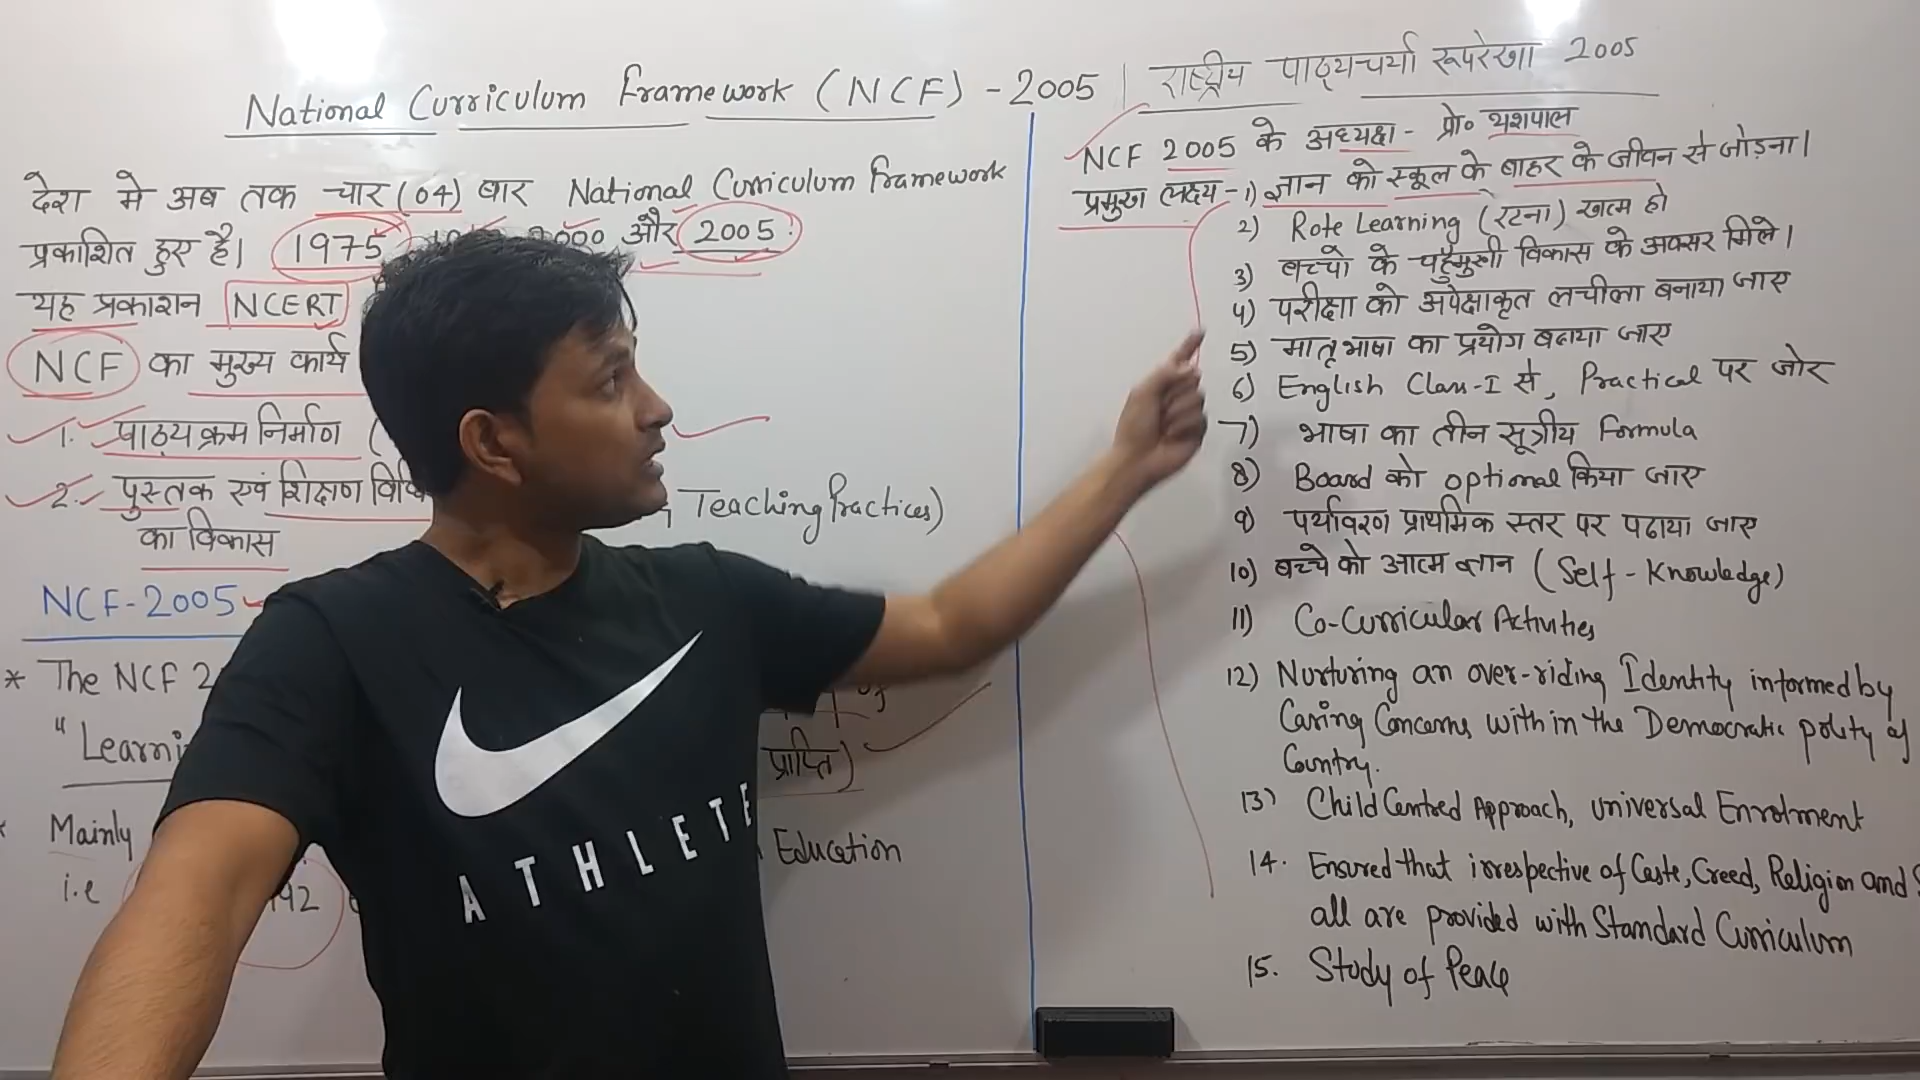 National Curriculum Framework (NCF) - 2005 | राष्ट्रीय पाठ्यचर्या रूपरेखा 2005
देश मे अब तक चार (04) बार National Curriculum Framework
प्रकाशित हुए है। 1975 2000 और 2005.
यह प्रकाशन NCERT
NCF का मुख्य कार्य
1. पाठ्यक्रम निर्माण (
2. पुस्तक एवं शिक्षण
Teaching Practices)
का विकास
NCF-2005
* The NCF 2
of
"Learni
प्राप्ति)
* Mainly
Education
i.e 92
NCF 2005 के अध्यक्ष - प्रो० यशपाल
प्रमुख लक्ष्य - 1) ज्ञान को स्कूल के बाहर के जीवन से जोड़ना।
2) Rote Learning (रटना) खत्म हो
3) बच्चो के चहुँमुखी विकास के अवसर मिले।
4) परीक्षा को अपेक्षाकृत लचीला बनाया जाए
5) मातृभाषा का प्रयोग बढाया जाए
6) English Class-I से, Practical पर जोर
7) भाषा का तीन सूत्रीय Formula
8) Board को optional किया जाए
9) पर्यावरण प्राथमिक स्तर पर पढाया जाए
10) बच्चे को आत्म ज्ञान (Self-Knowledge)
11) Co-Curricular Activities
12) Nurturing an over-riding Identity informed by
Caring Concerns within the Democratic polity of
Country.
13) Child Centred Approach, universal Enrolment
14. Ensured that irrespective of Caste, Creed, Religion and
all are provided with Standard Curriculum
15. Study of Peace
ATHLETE